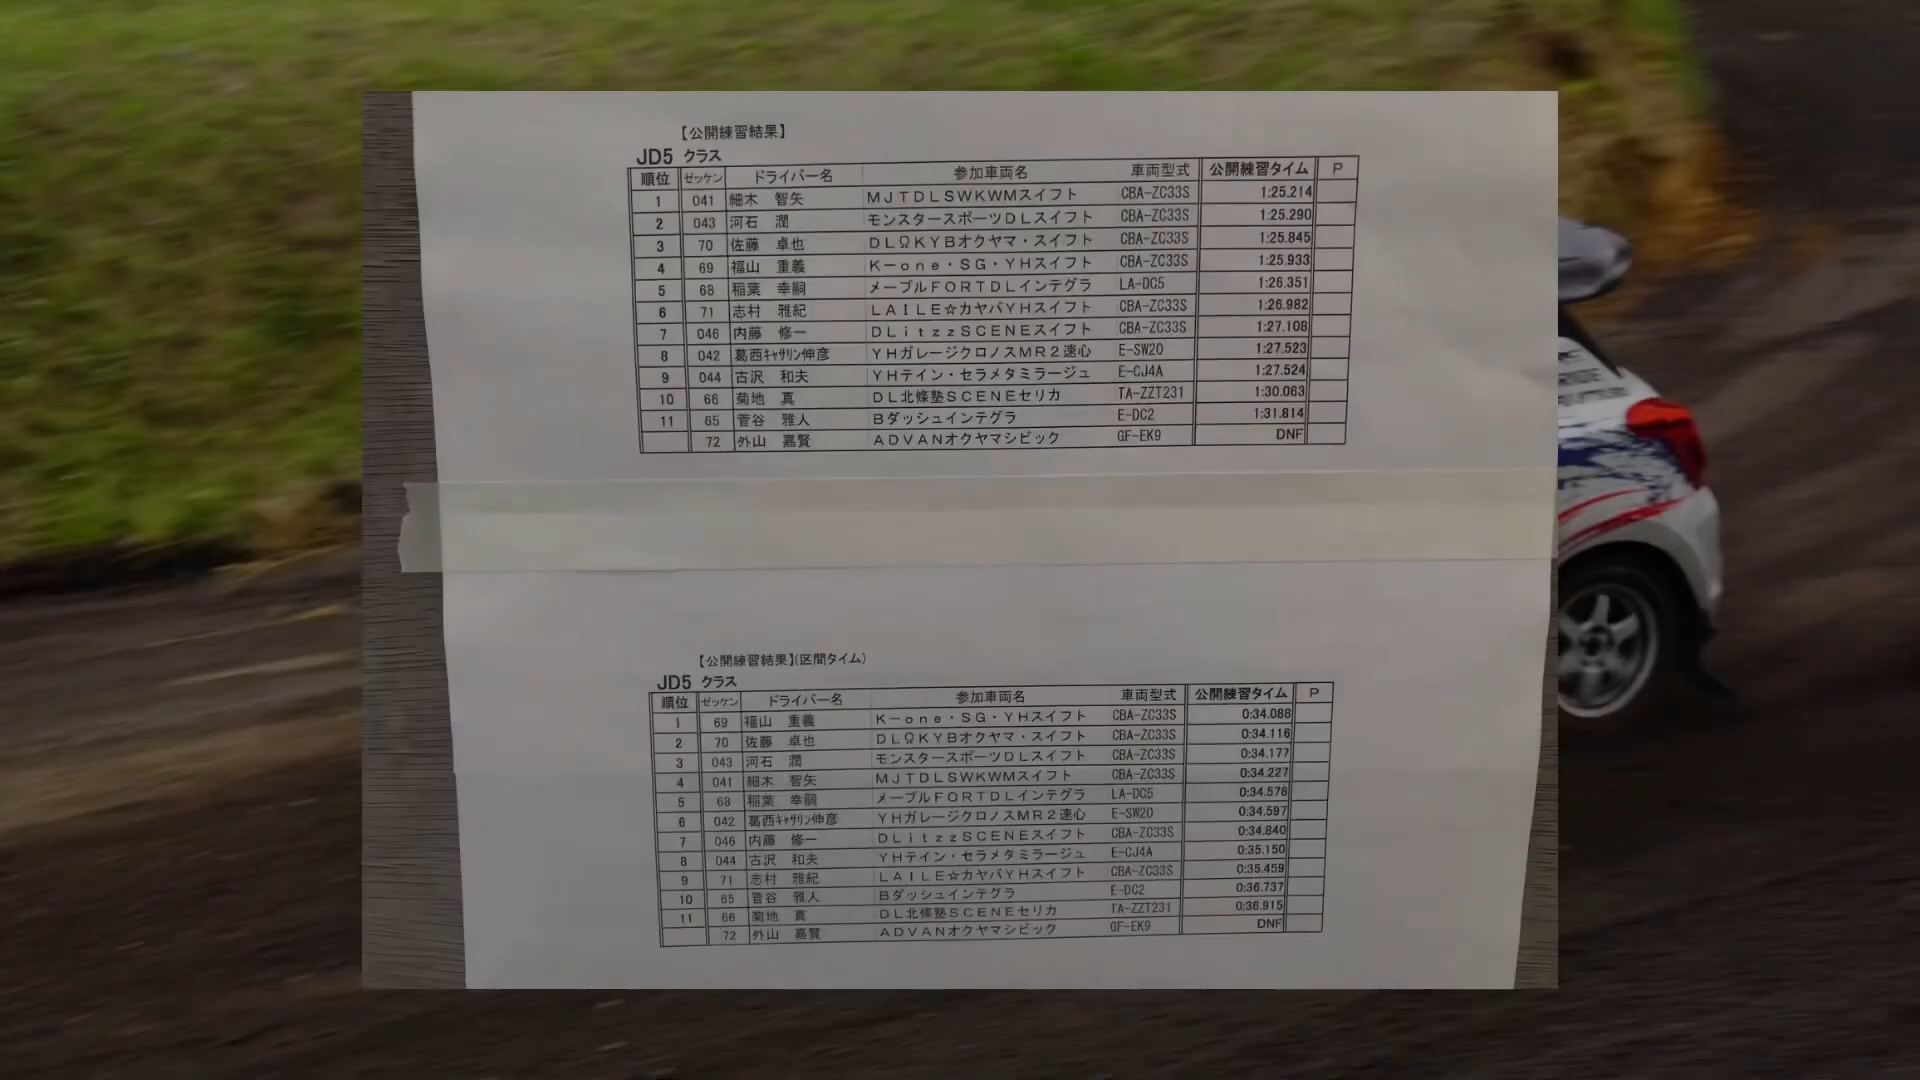 【公開練習結果】
JD5 クラス
順位 ゼッケン ドライバー名 参加車両名 車両型式 公開練習タイム P
1 041 細木 智矢 MJTDLSWKWMスイフト CBA-ZC33S 1:25.214
2 043 河石 潤 モンスタースポーツDLスイフト CBA-ZC33S 1:25.290
3 70 佐藤 卓也 DLΩKYBオクヤマ・スイフト CBA-ZC33S 1:25.845
4 69 福山 重義 K－one・SG・YHスイフト CBA-ZC33S 1:25.933
5 68 稲葉 幸嗣 メープルFORTDLインテグラ LA-DC5 1:26.351
6 71 志村 雅紀 LAILE☆カヤバYHスイフト CBA-ZC33S 1:26.982
7 046 内藤 修一 DLitzzSCENEスイフト CBA-ZC33S 1:27.108
8 042 葛西ｷｬｻﾘﾝ伸彦 YHガレージクロノスMR2速心 E-SW20 1:27.523
9 044 古沢 和夫 YHテイン・セラメタミラージュ E-CJ4A 1:27.524
10 66 菊地 真 DL北條塾SCENEセリカ TA-ZZT231 1:30.063
11 65 菅谷 雅人 Bダッシュインテグラ E-DC2 1:31.814
72 外山 嘉賢 ADVANオクヤマシビック GF-EK9 DNF
【公開練習結果】(区間タイム)
JD5 クラス
順位 ゼッケン ドライバー名 参加車両名 車両型式 公開練習タイム P
1 69 福山 重義 K－one・SG・YHスイフト CBA-ZC33S 0:34.088
2 70 佐藤 卓也 DLΩKYBオクヤマ・スイフト CBA-ZC33S 0:34.116
3 043 河石 潤 モンスタースポーツDLスイフト CBA-ZC33S 0:34.177
4 041 細木 智矢 MJTDLSWKWMスイフト CBA-ZC33S 0:34.227
5 68 稲葉 幸嗣 メープルFORTDLインテグラ LA-DC5 0:34.578
6 042 葛西ｷｬｻﾘﾝ伸彦 YHガレージクロノスMR2速心 E-SW20 0:34.597
7 046 内藤 修一 DLitzzSCENEスイフト CBA-ZC33S 0:34.840
8 044 古沢 和夫 YHテイン・セラメタミラージュ E-CJ4A 0:35.150
9 71 志村 雅紀 LAILE☆カヤバYHスイフト CBA-ZC33S 0:35.459
10 65 菅谷 雅人 Bダッシュインテグラ E-DC2 0:36.737
11 66 菊地 真 DL北條塾SCENEセリカ TA-ZZT231 0:36.915
72 外山 嘉賢 ADVANオクヤマシビック GF-EK9 DNF